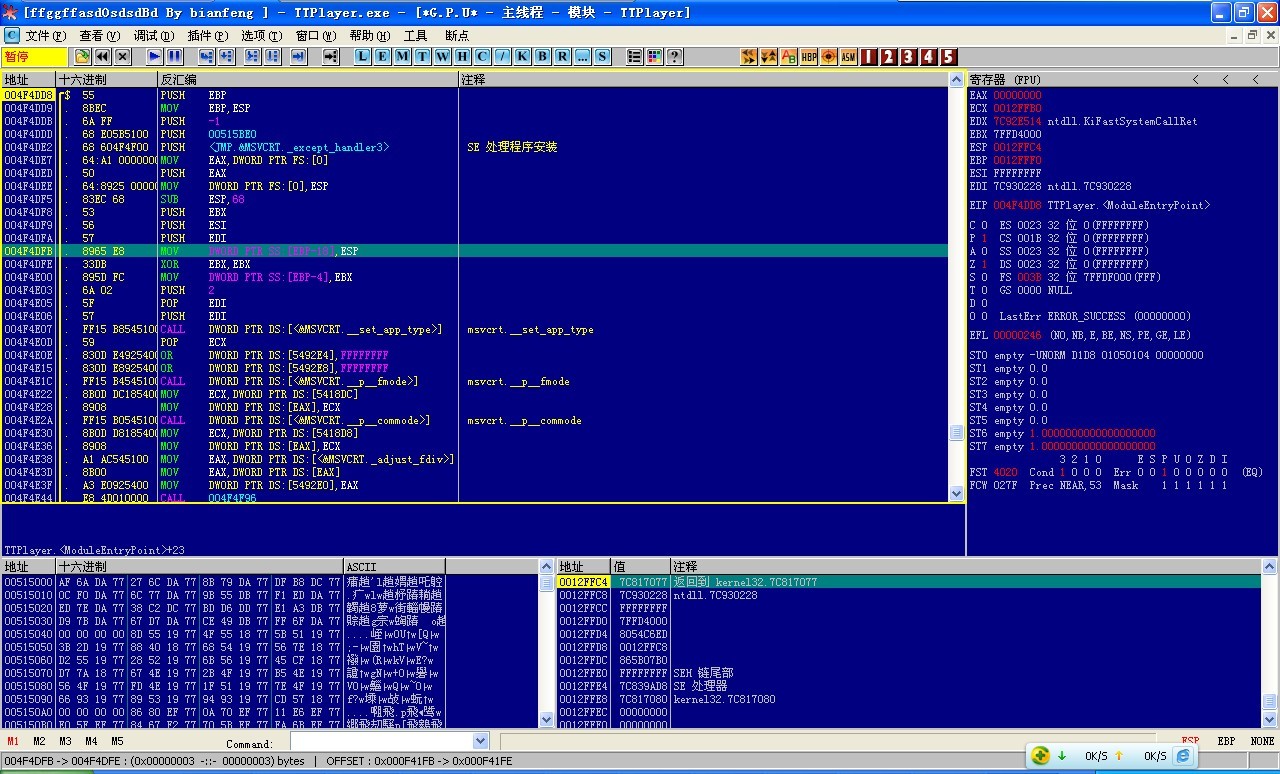 [ffggffasdOsdsdBd By bianfeng ] - TTPlayer.exe - [*G.P.U* - 主线程 - 模块 - TTPlayer]
文件(F) 查看(V) 调试(D) 插件(P) 选项(T) 窗口(W) 帮助(H) 工具 断点
暂停 L E M T W H C / K B R ... S ? HBP ASM 1 2 3 4 5
地址 十六进制 反汇编 注释
004F4DD8 $ 55 PUSH EBP
004F4DD9 . 8BEC MOV EBP,ESP
004F4DDB . 6A FF PUSH -1
004F4DDD . 68 E05B5100 PUSH 00515BE0
004F4DE2 . 68 604F4F00 PUSH <JMP.&MSVCRT._except_handler3> SE 处理程序安装
004F4DE7 . 64:A1 0000000 MOV EAX,DWORD PTR FS:[0]
004F4DED . 50 PUSH EAX
004F4DEE . 64:8925 00000 MOV DWORD PTR FS:[0],ESP
004F4DF5 . 83EC 68 SUB ESP,68
004F4DF8 . 53 PUSH EBX
004F4DF9 . 56 PUSH ESI
004F4DFA . 57 PUSH EDI
004F4DFB . 8965 E8 MOV DWORD PTR SS:[EBP-18],ESP
004F4DFE . 33DB XOR EBX,EBX
004F4E00 . 895D FC MOV DWORD PTR SS:[EBP-4],EBX
004F4E03 . 6A 02 PUSH 2
004F4E05 . 5F POP EDI
004F4E06 . 57 PUSH EDI
004F4E07 . FF15 B8545100 CALL DWORD PTR DS:[<&MSVCRT.__set_app_type>] msvcrt.__set_app_type
004F4E0D . 59 POP ECX
004F4E0E . 830D E4925400 OR DWORD PTR DS:[5492E4],FFFFFFFF
004F4E15 . 830D E8925400 OR DWORD PTR DS:[5492E8],FFFFFFFF
004F4E1C . FF15 B4545100 CALL DWORD PTR DS:[<&MSVCRT.__p__fmode>] msvcrt.__p__fmode
004F4E22 . 8B0D DC185400 MOV ECX,DWORD PTR DS:[5418DC]
004F4E28 . 8908 MOV DWORD PTR DS:[EAX],ECX
004F4E2A . FF15 B0545100 CALL DWORD PTR DS:[<&MSVCRT.__p__commode>] msvcrt.__p__commode
004F4E30 . 8B0D D8185400 MOV ECX,DWORD PTR DS:[5418D8]
004F4E36 . 8908 MOV DWORD PTR DS:[EAX],ECX
004F4E38 . A1 AC545100 MOV EAX,DWORD PTR DS:[<&MSVCRT._adjust_fdiv>]
004F4E3D . 8B00 MOV EAX,DWORD PTR DS:[EAX]
004F4E3F . A3 E0925400 MOV DWORD PTR DS:[5492E0],EAX
004F4E44 . E8 4D010000 CALL 004F4F96
TTPlayer.<ModuleEntryPoint>+23
寄存器 (FPU) < < <
EAX 00000000
ECX 0012FFB0
EDX 7C92E514 ntdll.KiFastSystemCallRet
EBX 7FFD4000
ESP 0012FFC4
EBP 0012FFF0
ESI FFFFFFFF
EDI 7C930228 ntdll.7C930228
EIP 004F4DD8 TTPlayer.<ModuleEntryPoint>
C 0 ES 0023 32 位 0(FFFFFFFF)
P 1 CS 001B 32 位 0(FFFFFFFF)
A 0 SS 0023 32 位 0(FFFFFFFF)
Z 1 DS 0023 32 位 0(FFFFFFFF)
S 0 FS 003B 32 位 7FFDF000(FFF)
T 0 GS 0000 NULL
D 0
O 0 LastErr ERROR_SUCCESS (00000000)
EFL 00000246 (NO,NB,E,BE,NS,PE,GE,LE)
ST0 empty -UNORM D1D8 01050104 00000000
ST1 empty 0.0
ST2 empty 0.0
ST3 empty 0.0
ST4 empty 0.0
ST5 empty 0.0
ST6 empty 1.0000000000000000000
ST7 empty 1.0000000000000000000
3 2 1 0 E S P U O Z D I
FST 4020 Cond 1 0 0 0 Err 0 0 1 0 0 0 0 0 (EQ)
FCW 027F Prec NEAR,53 Mask 1 1 1 1 1 1
地址 十六进制 ASCII
00515000 AF 6A DA 77 27 6C DA 77 8B 79 DA 77 DF B8 DC 77
00515010 0C F0 DA 77 6C 77 DA 77 9B 55 DB 77 F1 ED DA 77
00515020 ED 7E DA 77 38 C2 DC 77 BD D6 DD 77 E1 A3 DB 77
00515030 D9 7B DA 77 67 D7 DA 77 CE 49 DB 77 FF 6F DA 77
00515040 00 00 00 00 8D 55 19 77 4F 55 18 77 5B 51 19 77
00515050 3B 2D 19 77 88 40 18 77 68 54 19 77 56 7E 18 77
00515060 D2 55 19 77 28 52 19 77 6B 56 19 77 45 CF 18 77
00515070 D7 7A 18 77 67 4E 19 77 2B 4F 19 77 B5 4E 19 77
00515080 56 4F 19 77 FD 4E 19 77 1F 51 19 77 7E 4F 19 77
00515090 66 93 19 77 89 53 19 77 94 93 19 77 CD 57 18 77
005150A0 00 00 00 00 86 80 EF 77 0A 70 EF 77 11 E6 EF 77
地址 值 注释
0012FFC4 7C817077 返回到 kernel32.7C817077
0012FFC8 7C930228 ntdll.7C930228
0012FFCC FFFFFFFF
0012FFD0 7FFD4000
0012FFD4 8054C6ED
0012FFD8 0012FFC8
0012FFDC 865B07B0
0012FFE0 FFFFFFFF SEH 链尾部
0012FFE4 7C839AD8 SE 处理器
0012FFE8 7C817080 kernel32.7C817080
0012FFEC 00000000
0012FFF0 00000000
M1 M2 M3 M4 M5 Command: ESP EBP NONE
004F4DFB -> 004F4DFE : (0x00000003 -::- 00000003) bytes | OFFSET : 0x000F41FB -> 0x000F41FE
0K/S 0K/S